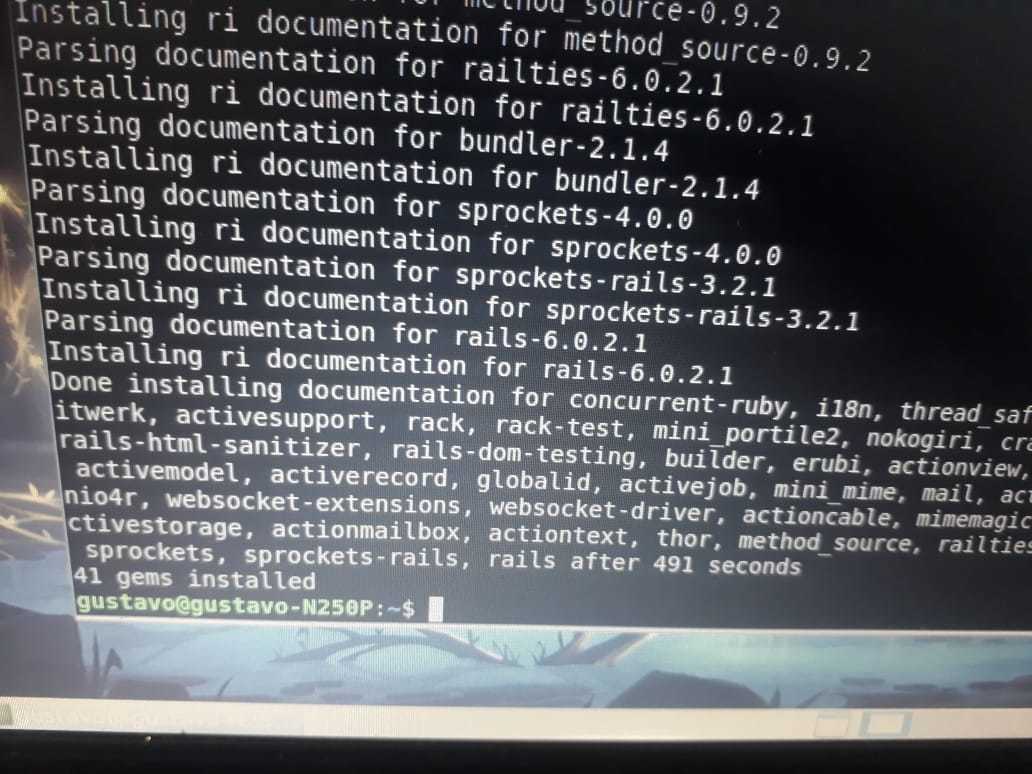 method_source-0.9.2
Installing ri documentation for method_source-0.9.2
Parsing documentation for railties-6.0.2.1
Installing ri documentation for railties-6.0.2.1
Parsing documentation for bundler-2.1.4
Installing ri documentation for bundler-2.1.4
Parsing documentation for sprockets-4.0.0
Installing ri documentation for sprockets-4.0.0
Parsing documentation for sprockets-rails-3.2.1
Installing ri documentation for sprockets-rails-3.2.1
Parsing documentation for rails-6.0.2.1
Installing ri documentation for rails-6.0.2.1
Done installing documentation for concurrent-ruby, i18n, thread_saf
itwerk, activesupport, rack, rack-test, mini_portile2, nokogiri, cra
rails-html-sanitizer, rails-dom-testing, builder, erubi, actionview,
activemodel, activerecord, globalid, activejob, mini_mime, mail, act
nio4r, websocket-extensions, websocket-driver, actioncable, mimemagic
ctivestorage, actionmailbox, actiontext, thor, method_source, railties
sprockets, sprockets-rails, rails after 491 seconds
41 gems installed
gustavo@gustavo-N250P:~$